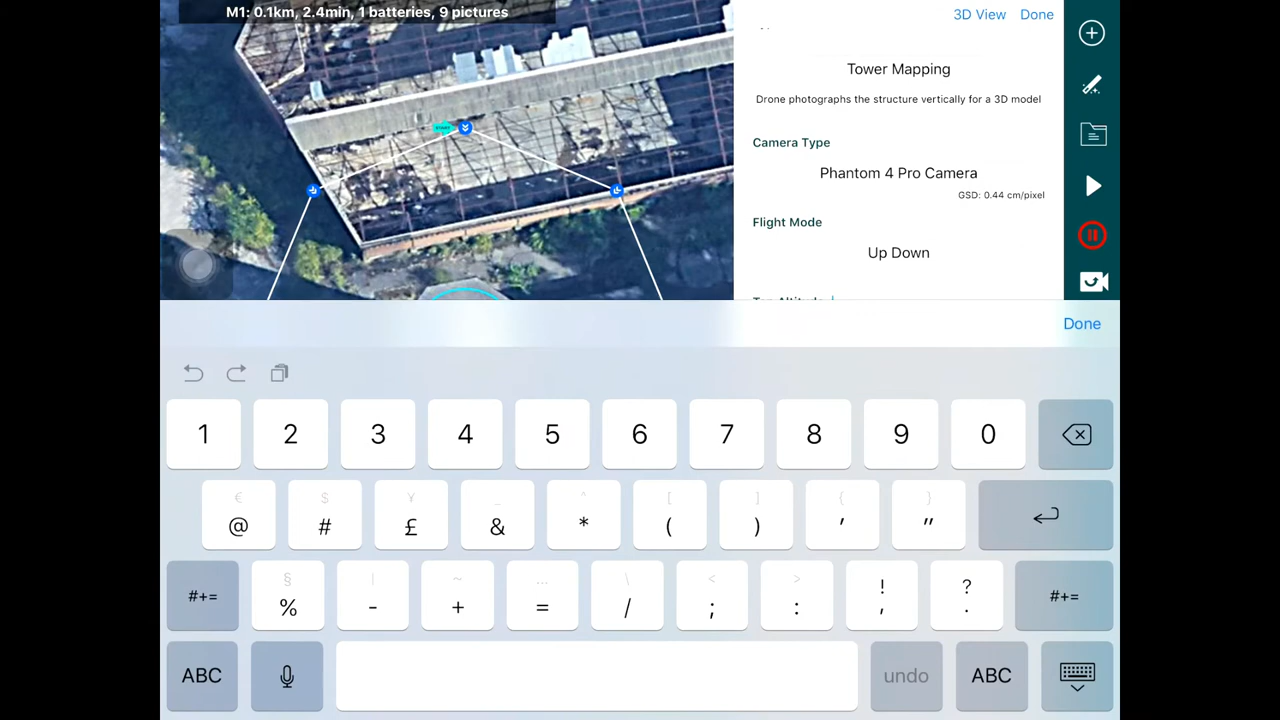 M1: 0.1km, 2.4min, 1 batteries, 9 pictures
3D View Done
Tower Mapping
Drone photographs the structure vertically for a 3D model
Camera Type
Phantom 4 Pro Camera
GSD: 0.44 cm/pixel
Flight Mode
Up Down
START
Done
1 2 3 4 5 6 7 8 9 0
€ $ ¥ _ ^ [ ] { }
@ # £ & * ( ) ' "
§ | ~ … \ < > ! ?
#+= % - + = / ; : , . #+=
ABC undo ABC